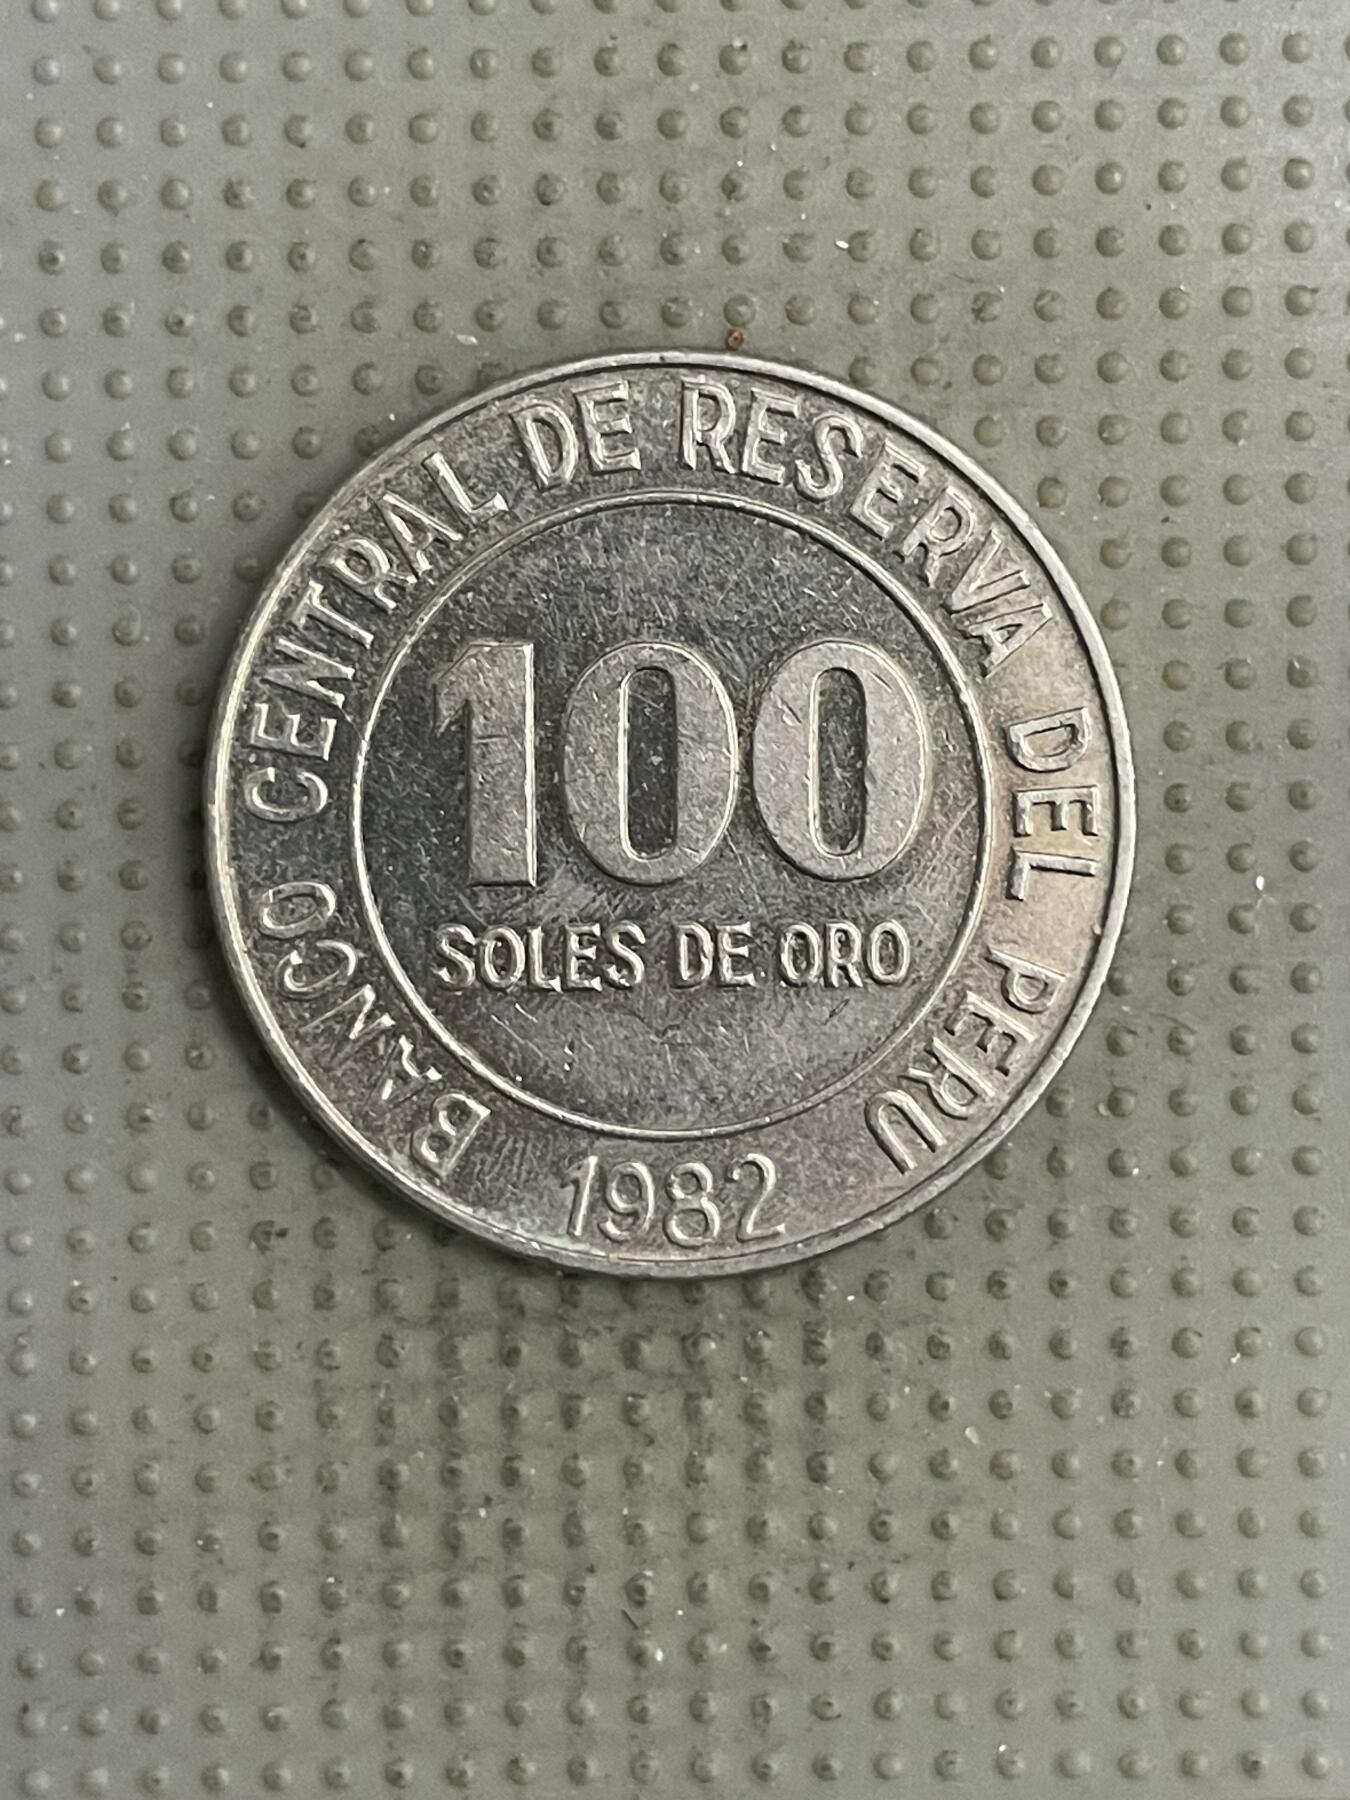 BANCO CENTRAL DE RESERVA DEL PERU
100
SOLES DE ORO
1982